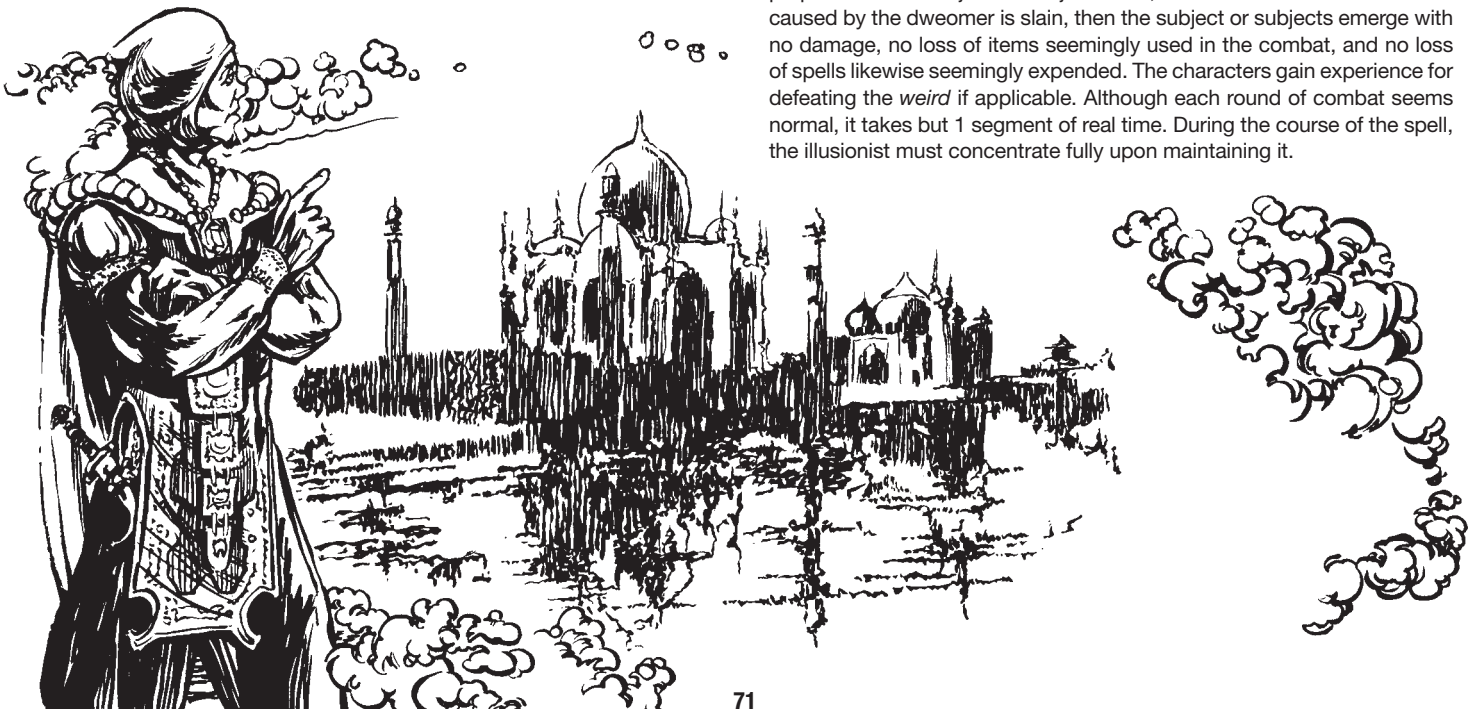 caused by the dweomer is slain, then the subject or subjects emerge with
no damage, no loss of items seemingly used in the combat, and no loss
of spells likewise seemingly expended. The characters gain experience for
defeating the weird if applicable. Although each round of combat seems
normal, it takes but 1 segment of real time. During the course of the spell,
the illusionist must concentrate fully upon maintaining it.
71